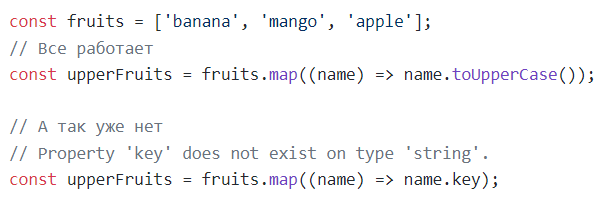 const fruits = ['banana', 'mango', 'apple'];
// Все работает
const upperFruits = fruits.map((name) => name.toUpperCase());
// А так уже нет
// Property 'key' does not exist on type 'string'.
const upperFruits = fruits.map((name) => name.key);